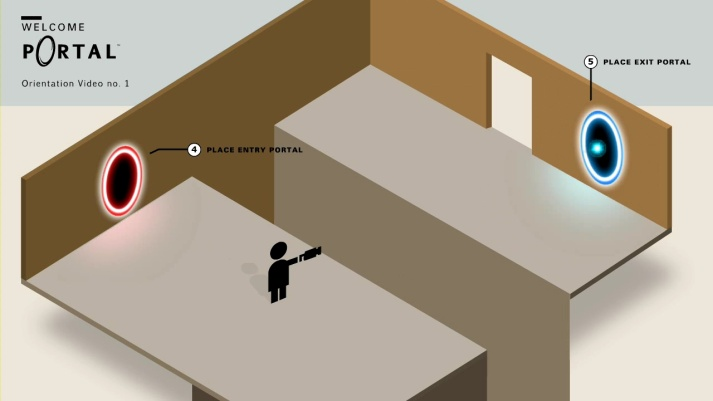 WELCOME
PORTAL™
Orientation Video no. 1
4 PLACE ENTRY PORTAL
5 PLACE EXIT PORTAL